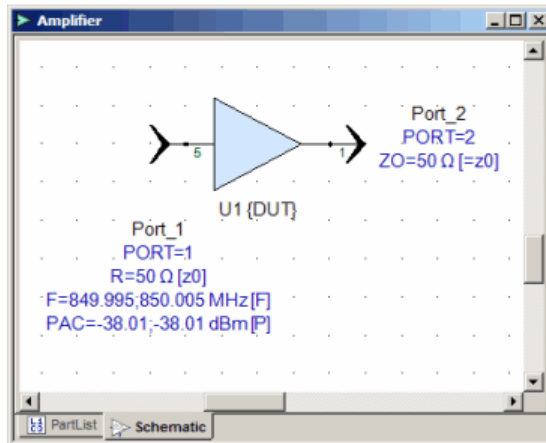 Amplifier
5
1
Port_2
PORT=2
ZO=50 Ω [=z0]
U1 {DUT}
Port_1
PORT=1
R=50 Ω [z0]
F=849.995;850.005 MHz [F]
PAC=-38.01;-38.01 dBm [P]
PartList
Schematic